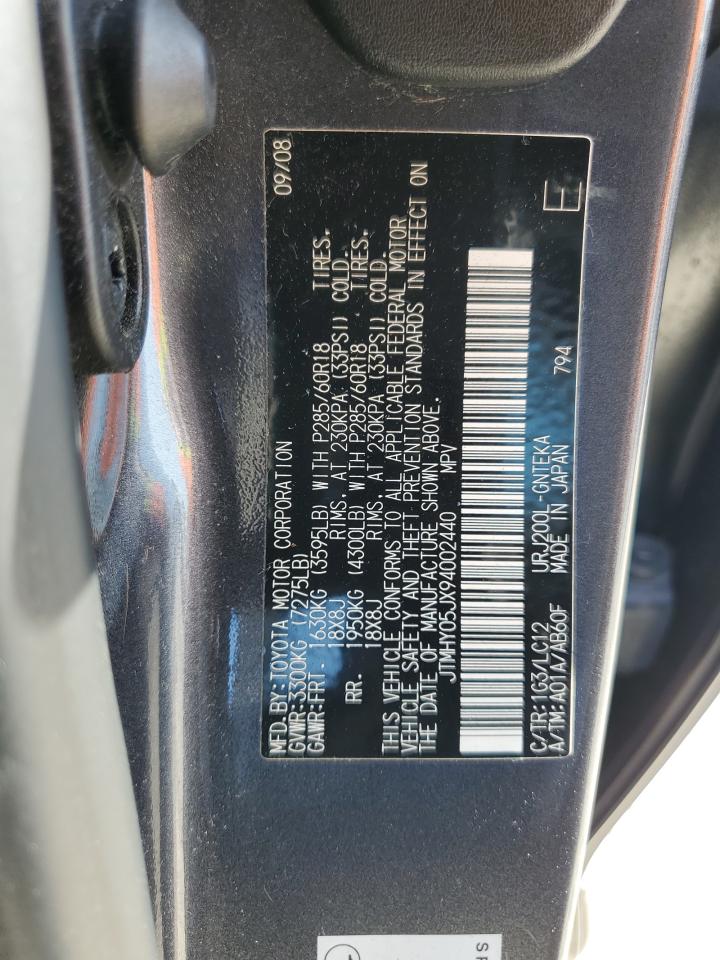 MFD.BY:TOYOTA MOTOR CORPORATION 09/08
GVWR:3300KG (7275LB)
GAWR:FRT. 1630KG (3595LB) WITH P285/60R18 TIRES.
18X8J RIMS. AT 230KPA (33PSI) COLD.
RR. 1950KG (4300LB) WITH P285/60R18 TIRES.
18X8J RIMS. AT 230KPA (33PSI) COLD.
THIS VEHICLE CONFORMS TO ALL APPLICABLE FEDERAL MOTOR
VEHICLE SAFETY AND THEFT PREVENTION STANDARDS IN EFFECT ON
THE DATE OF MANUFACTURE SHOWN ABOVE.
JTMHY05JX94002440 MPV
C/TR:1G3/LC12 URJ200L-GNTEKA
A/TM:A01A/AB60F MADE IN JAPAN 794